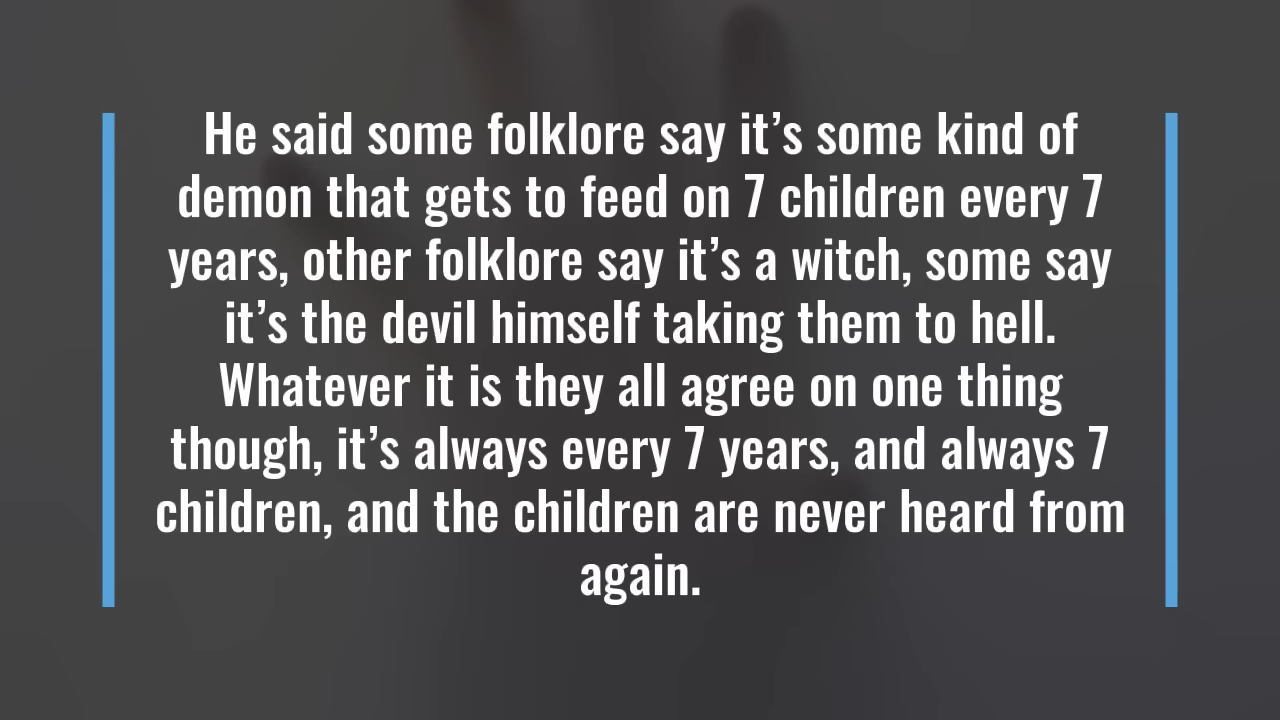 He said some folklore say it’s some kind of
demon that gets to feed on 7 children every 7
years, other folklore say it’s a witch, some say
it’s the devil himself taking them to hell.
Whatever it is they all agree on one thing
though, it’s always every 7 years, and always 7
children, and the children are never heard from
again.